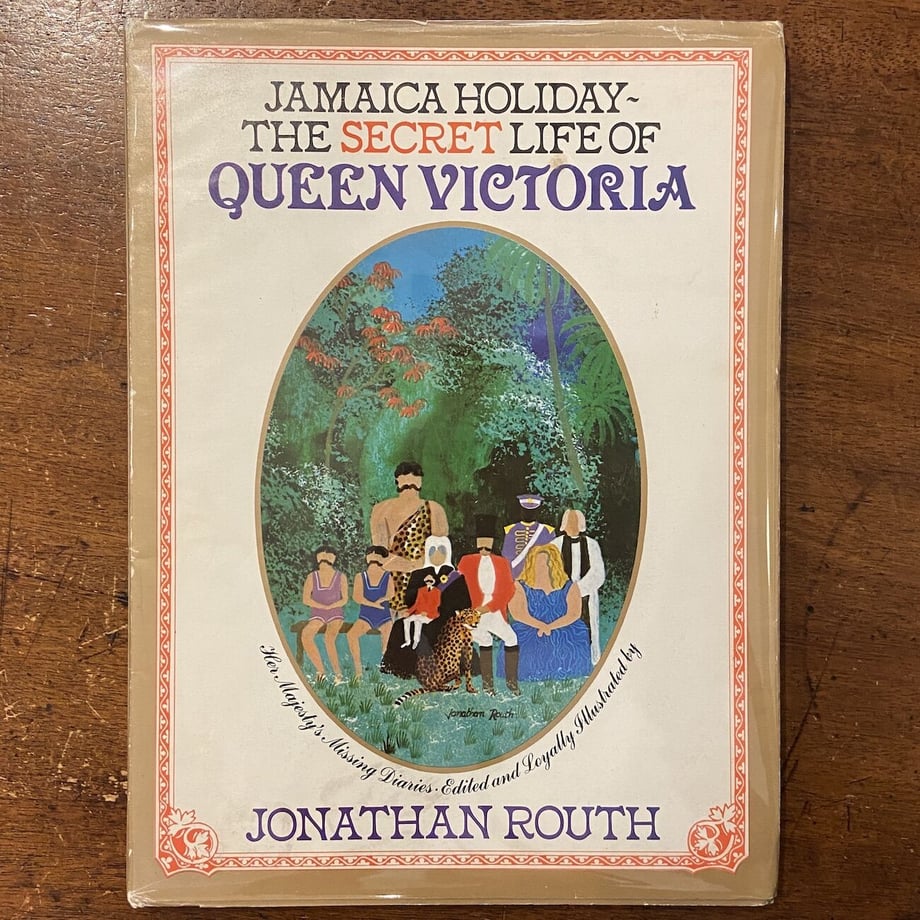 JAMAICA HOLIDAY~
THE SECRET LIFE OF
QUEEN VICTORIA
Jonathan Routh
Her Majesty's Missing Diaries · Edited and Loyally Illustrated by
JONATHAN ROUTH